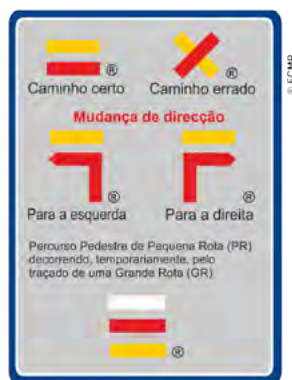 ®
®
Caminho certo
Caminho errado
Mudança de direcção
®
®
Para a esquerda
Para a direita
Percurso Pedestre de Pequena Rota (PR)
decorrendo, temporariamente, pelo
traçado de uma Grande Rota (GR)
®
© FCMP